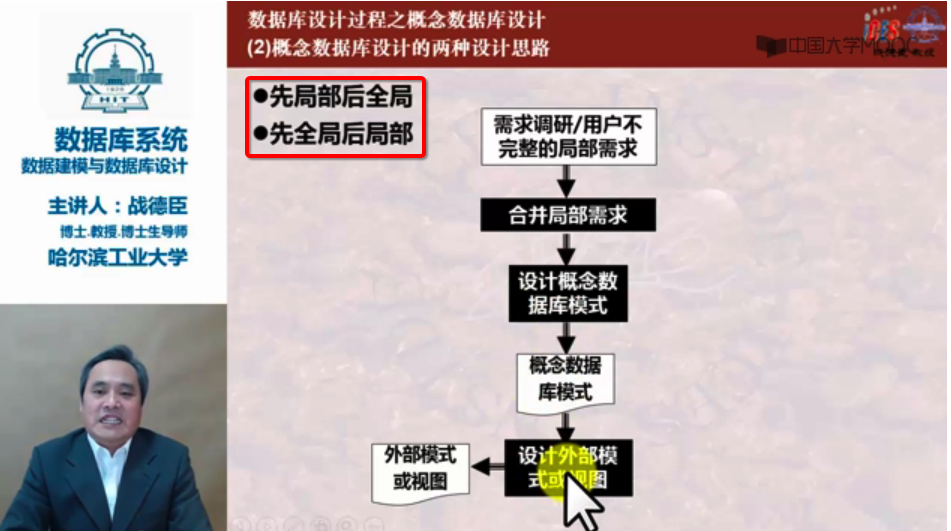 数据库设计过程之概念数据库设计
(2)概念数据库设计的两种设计思路
中国大学MOOC
HIT
数据库系统
数据建模与数据库设计
主讲人：战德臣
博士.教授.博士生导师
哈尔滨工业大学
●先局部后全局
●先全局后局部
需求调研/用户不
完整的局部需求
合并局部需求
设计概念数
据库模式
概念数据
库模式
设计外部模
式或视图
外部模式
或视图